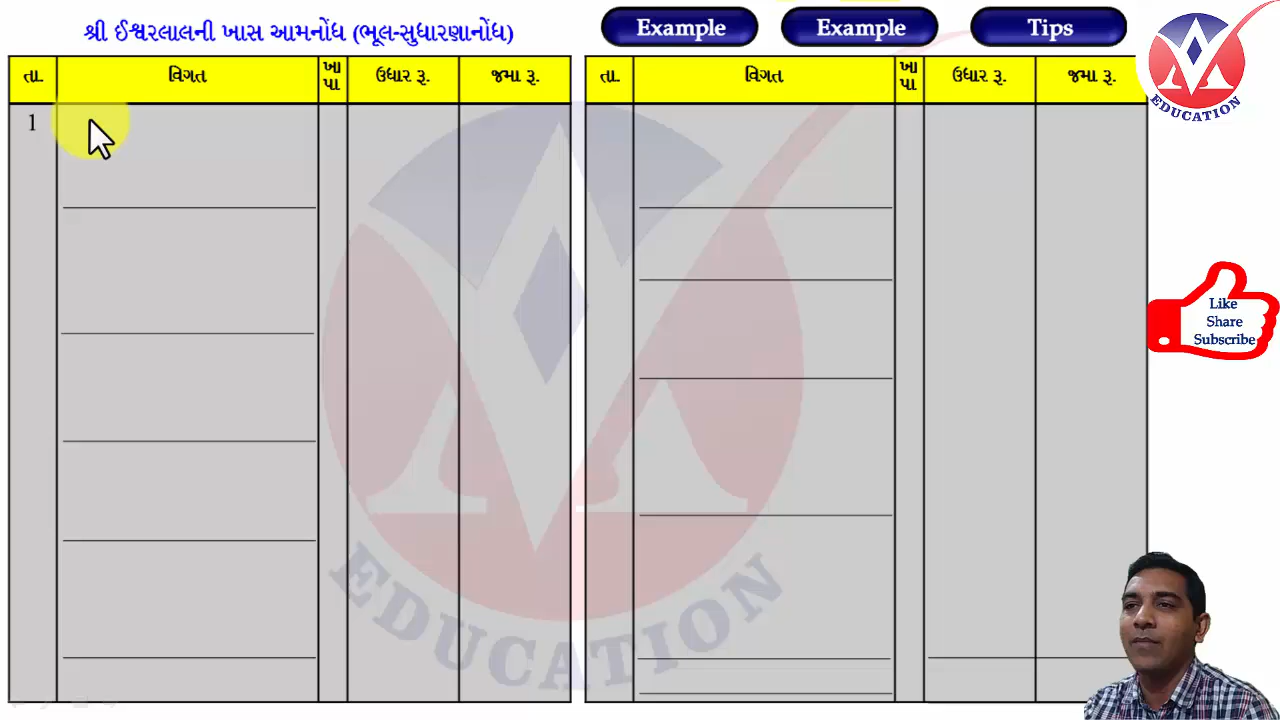 શ્રી ઈશ્વરલાલની ખાસ આમનોંધ (ભૂલ-સુધારણાનોંધ)
Example
Example
Tips
તા.
વિગત
ખા
પા
ઉધાર રૂ.
જમા રૂ.
તા.
વિગત
ખા
પા
ઉધાર રૂ.
જમા રૂ.
1
EDUCATION
EDUCATION
Like
Share
Subscribe